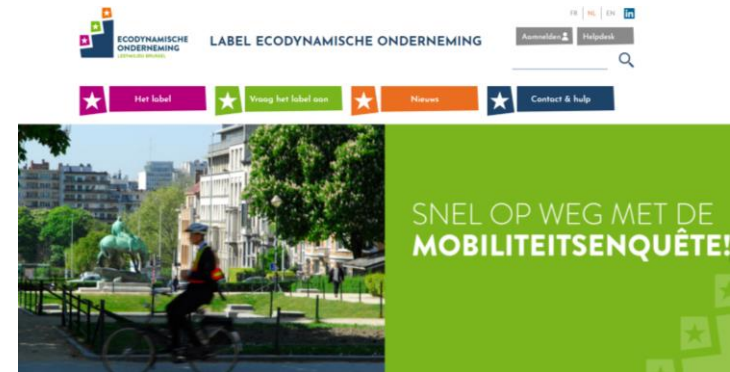 FR | NL | EN in
ECODYNAMISCHE
ONDERNEMING
LEEFMILIEU BRUSSEL
LABEL ECODYNAMISCHE ONDERNEMING
Aanmelden
Helpdesk
Het label
Vraag het label aan
Nieuws
Contact & hulp
SNEL OP WEG MET DE
MOBILITEITSENQUÊTE!